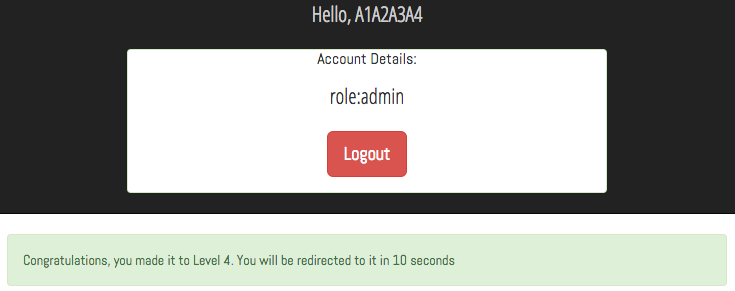 Hello, A1A2A3A4
Account Details:
role:admin
Logout
Congratulations, you made it to Level 4. You will be redirected to it in 10 seconds